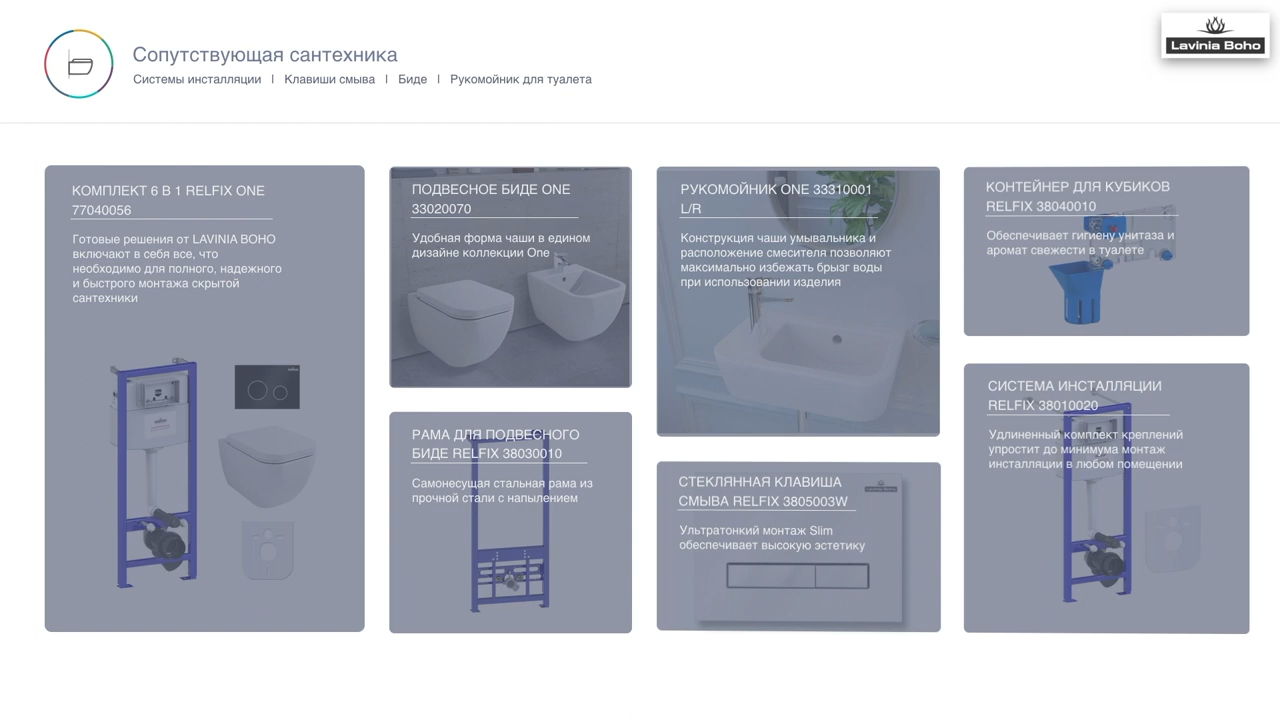 Сопутствующая сантехника
Системы инсталляции I Клавиши смыва I Биде I Рукомойник для туалета
Lavinia Boho
КОМПЛЕКТ 6 В 1 RELFIX ONE
77040056
Готовые решения от LAVINIA BOHO
включают в себя все, что
необходимо для полного, надежного
и быстрого монтажа скрытой
сантехники
ПОДВЕСНОЕ БИДЕ ONE
33020070
Удобная форма чаши в едином
дизайне коллекции One
РАМА ДЛЯ ПОДВЕСНОГО
БИДЕ RELFIX 38030010
Самонесущая стальная рама из
прочной стали с напылением
РУКОМОЙНИК ONE 33310001
L/R
Конструкция чаши умывальника и
расположение смесителя позволяют
максимально избежать брызг воды
при использовании изделия
СТЕКЛЯННАЯ КЛАВИША
СМЫВА RELFIX 3805003W
Ультратонкий монтаж Slim
обеспечивает высокую эстетику
Lavinia Boho
КОНТЕЙНЕР ДЛЯ КУБИКОВ
RELFIX 38040010
Обеспечивает гигиену унитаза и
аромат свежести в туалете
СИСТЕМА ИНСТАЛЛЯЦИИ
RELFIX 38010020
Удлиненный комплект креплений
упростит до минимума монтаж
инсталляции в любом помещении